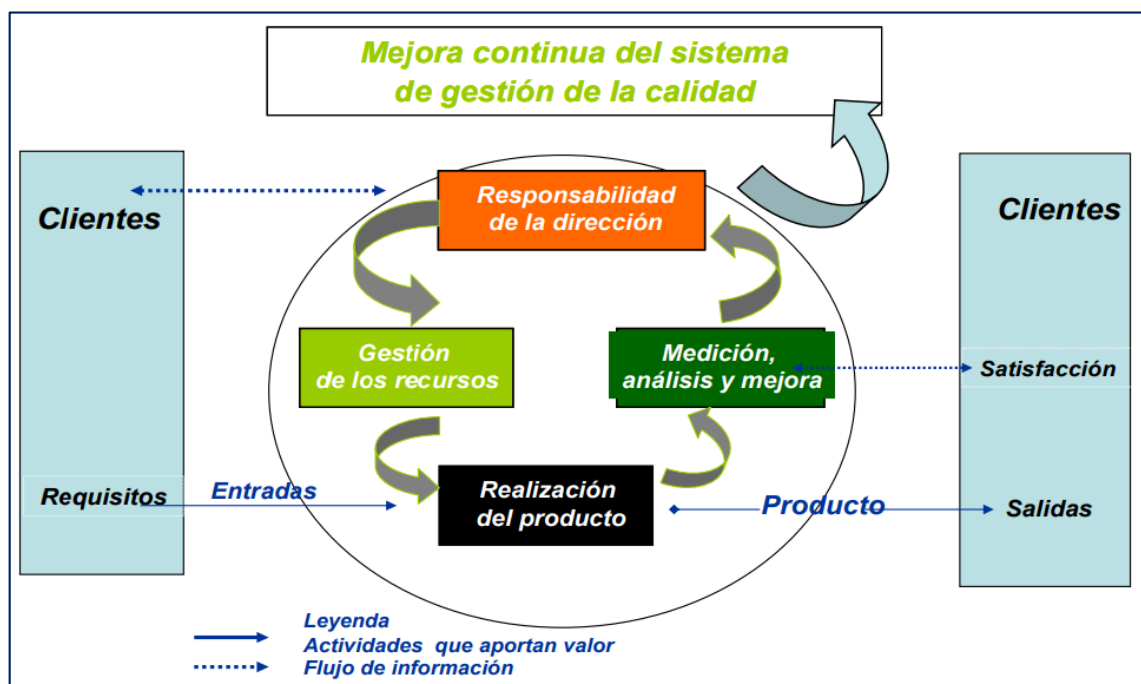 Mejora continua del sistema
de gestión de la calidad
Clientes
Responsabilidad
de la dirección
Clientes
Gestión
de los recursos
Medición,
análisis y mejora
Satisfacción
Requisitos
Entradas
Realización
del producto
Producto
Salidas
Leyenda
Actividades que aportan valor
Flujo de información